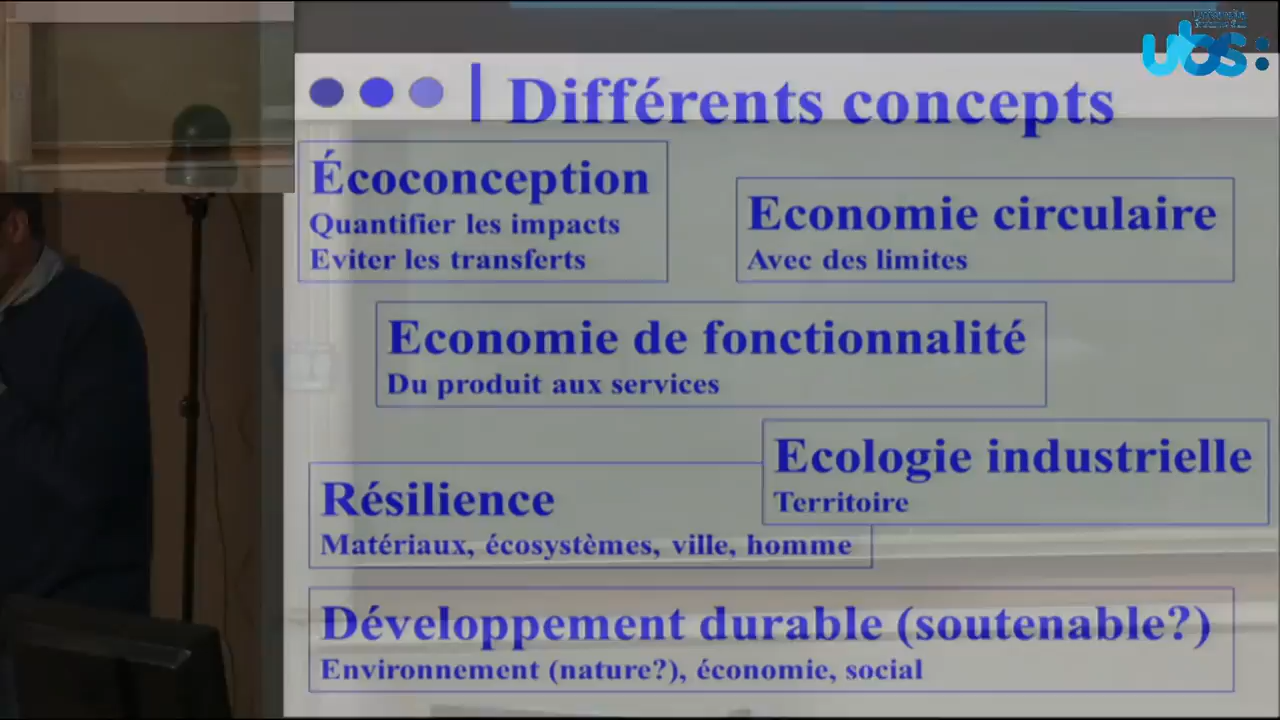 Différents concepts
Écoconception
Quantifier les impacts
Eviter les transferts
Economie circulaire
Avec des limites
Economie de fonctionnalité
Du produit aux services
Ecologie industrielle
Territoire
Résilience
Matériaux, écosystèmes, ville, homme
Développement durable (soutenable?)
Environnement (nature?), économie, social
ubs: